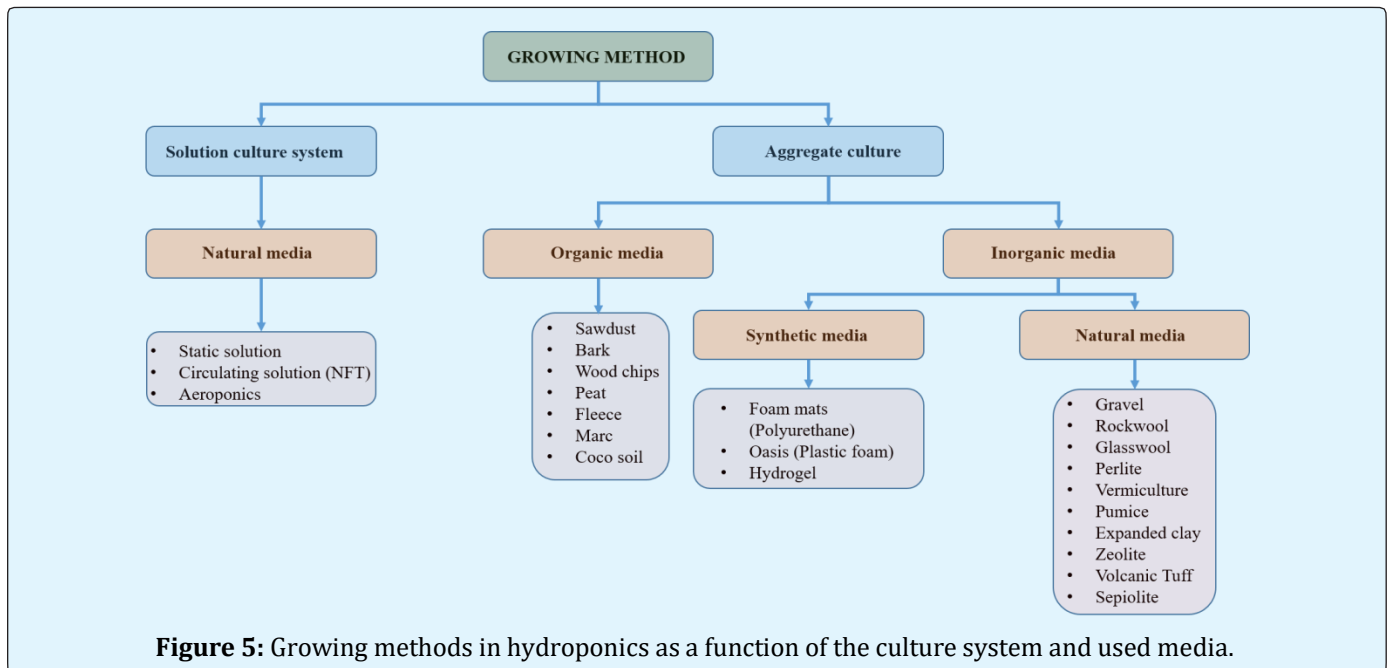 GROWING METHOD
Solution culture system
Aggregate culture
Natural media
Organic media
Inorganic media
Synthetic media
Natural media
• Static solution
• Circulating solution (NFT)
• Aeroponics
• Sawdust
• Bark
• Wood chips
• Peat
• Fleece
• Marc
• Coco soil
• Foam mats
(Polyurethane)
• Oasis (Plastic foam)
• Hydrogel
• Gravel
• Rockwool
• Glasswool
• Perlite
• Vermiculture
• Pumice
• Expanded clay
• Zeolite
• Volcanic Tuff
• Sepiolite
Figure 5: Growing methods in hydroponics as a function of the culture system and used media.